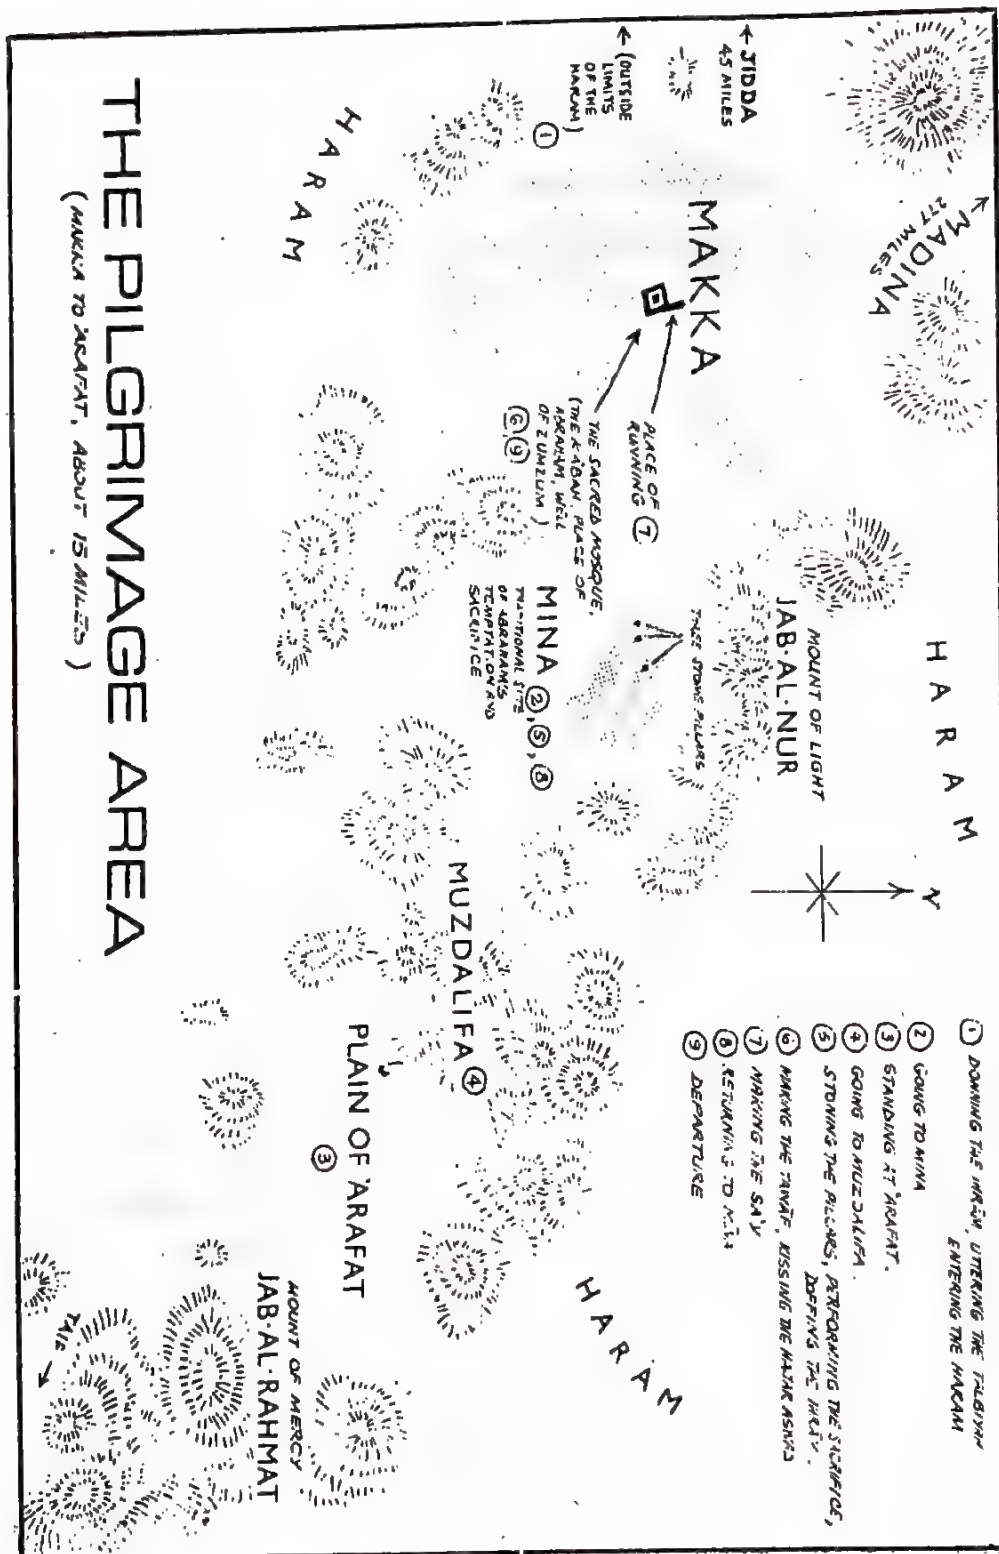 ← JIDDA
45 MILES
← (OUTSIDE
LIMITS
OF THE
HARAM)
①
HARAM
MADINA
277 MILES
MAKKA
PLACE OF
RUNNING ⑦
THE SACRED MOSQUE,
(THE KABAH, PLACE OF
ABRAHAM, WELL
OF ZUMZUM)
⑥ ⑨
HARAM
MOUNT OF LIGHT
JAB·AL·NUR
THREE STONE PILLARS
MINA ②,⑤,⑧
TRADITIONAL SITE
OF ABRAHAM'S
TEMPTATION AND
SACRIFICE
N
MUZDALIFA ④
PLAIN OF 'ARAFAT
③
HARAM
MOUNT OF MERCY
JAB·AL·RAHMAT
TAIF →
① DONNING THE IHRĀM, UTTERING THE TALBIYAH
ENTERING THE HARAM
② GOING TO MINA
③ STANDING AT 'ARAFAT.
④ GOING TO MUZDALIFA.
⑤ STONING THE PILLARS, PERFORMING THE SACRIFICE,
DOFFING THE IHRĀM.
⑥ MAKING THE TAWĀF, KISSING THE HAJAR ASWAD
⑦ MAKING THE SA'Y
⑧ RETURNING TO MINA
⑨ DEPARTURE
THE PILGRIMAGE AREA
(MAKKA TO 'ARAFAT, ABOUT 15 MILES)